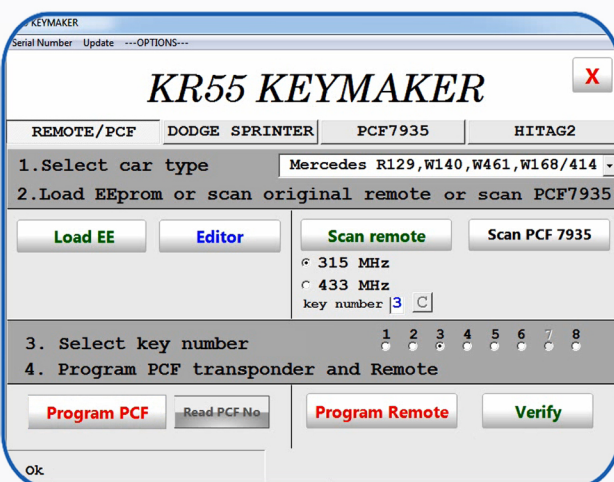 KEYMAKER
Serial Number Update ---OPTIONS---
KR55 KEYMAKER
X
REMOTE/PCF DODGE SPRINTER PCF7935 HITAG2
1.Select car type Mercedes R129,W140,W461,W168/414
2.Load EEprom or scan original remote or scan PCF7935
Load EE Editor Scan remote Scan PCF 7935
315 MHz
433 MHz
key number 3 C
3. Select key number 1 2 3 4 5 6 7 8
4. Program PCF transponder and Remote
Program PCF Read PCF No Program Remote Verify
Ok